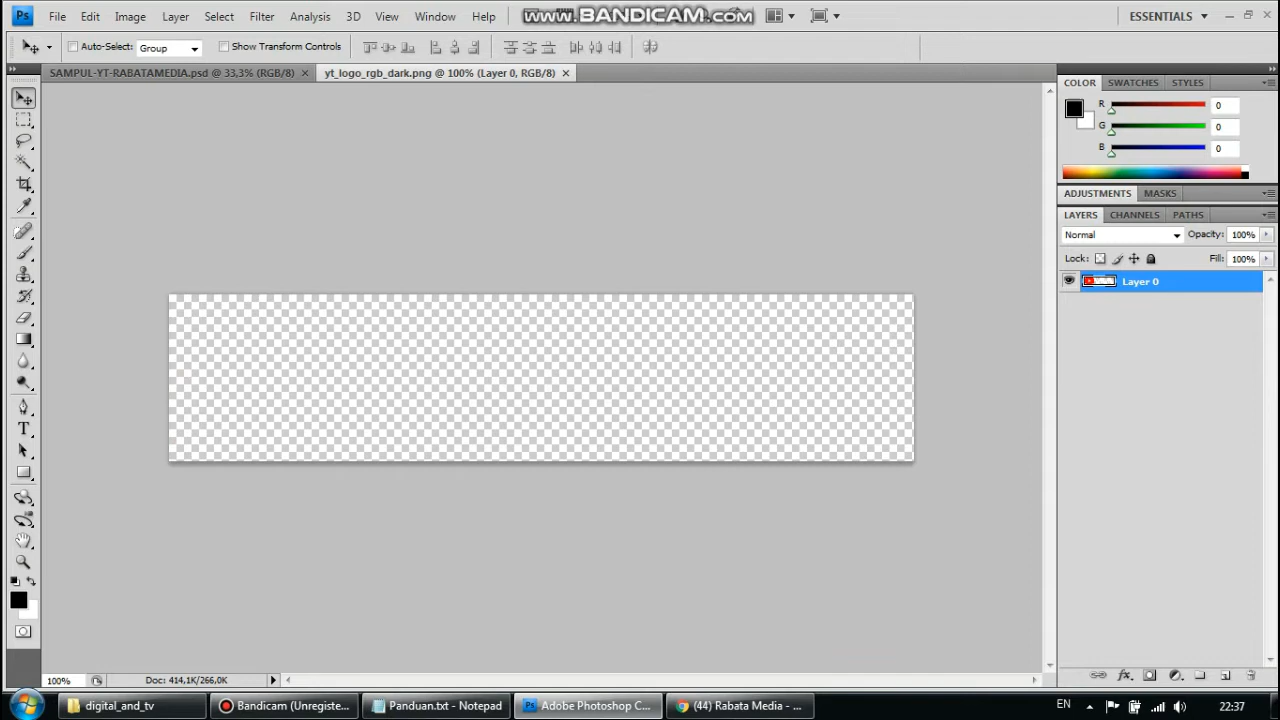 Ps File Edit Image Layer Select Filter Analysis 3D View Window Help www.BANDICAM.com ESSENTIALS
Auto-Select: Group Show Transform Controls
SAMPUL-YT-RABATAMEDIA.psd @ 33,3% (RGB/8) yt_logo_rgb_dark.png @ 100% (Layer 0, RGB/8)
COLOR SWATCHES STYLES
R 0
G 0
B 0
ADJUSTMENTS MASKS
LAYERS CHANNELS PATHS
Normal Opacity: 100%
Lock: Fill: 100%
Layer 0
T
100% Doc: 414,1K/266,0K
fx
digital_and_tv Bandicam (Unregiste... Panduan.txt - Notepad Ps Adobe Photoshop C... (44) Rabata Media - ... EN 22:37